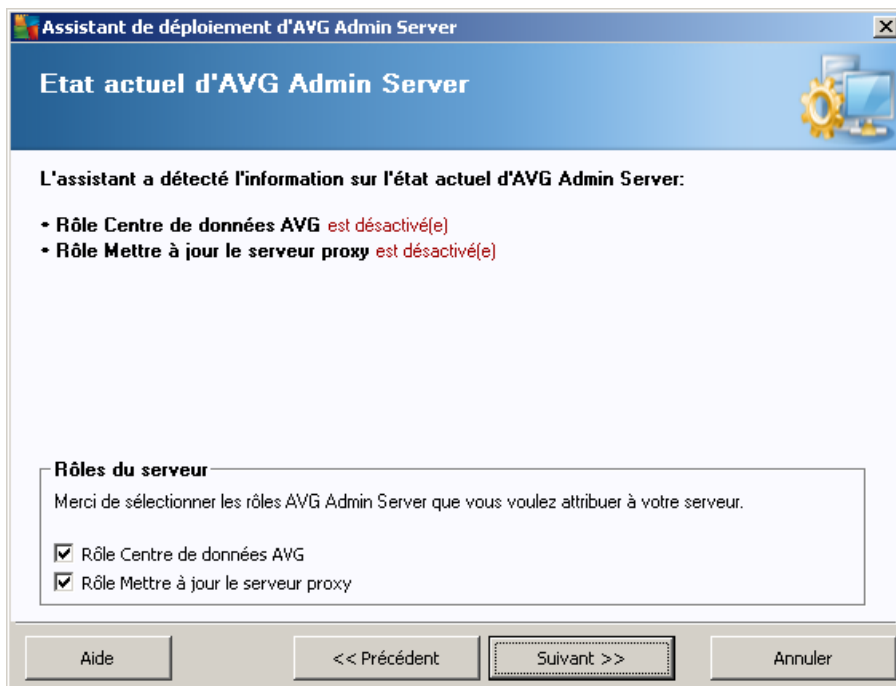 Assistant de déploiement d'AVG Admin Server
Etat actuel d'AVG Admin Server
L'assistant a détecté l'information sur l'état actuel d'AVG Admin Server:
• Rôle Centre de données AVG est désactivé(e)
• Rôle Mettre à jour le serveur proxy est désactivé(e)
Rôles du serveur
Merci de sélectionner les rôles AVG Admin Server que vous voulez attribuer à votre serveur.
Rôle Centre de données AVG
Rôle Mettre à jour le serveur proxy
Aide
<< Précédent
Suivant >>
Annuler